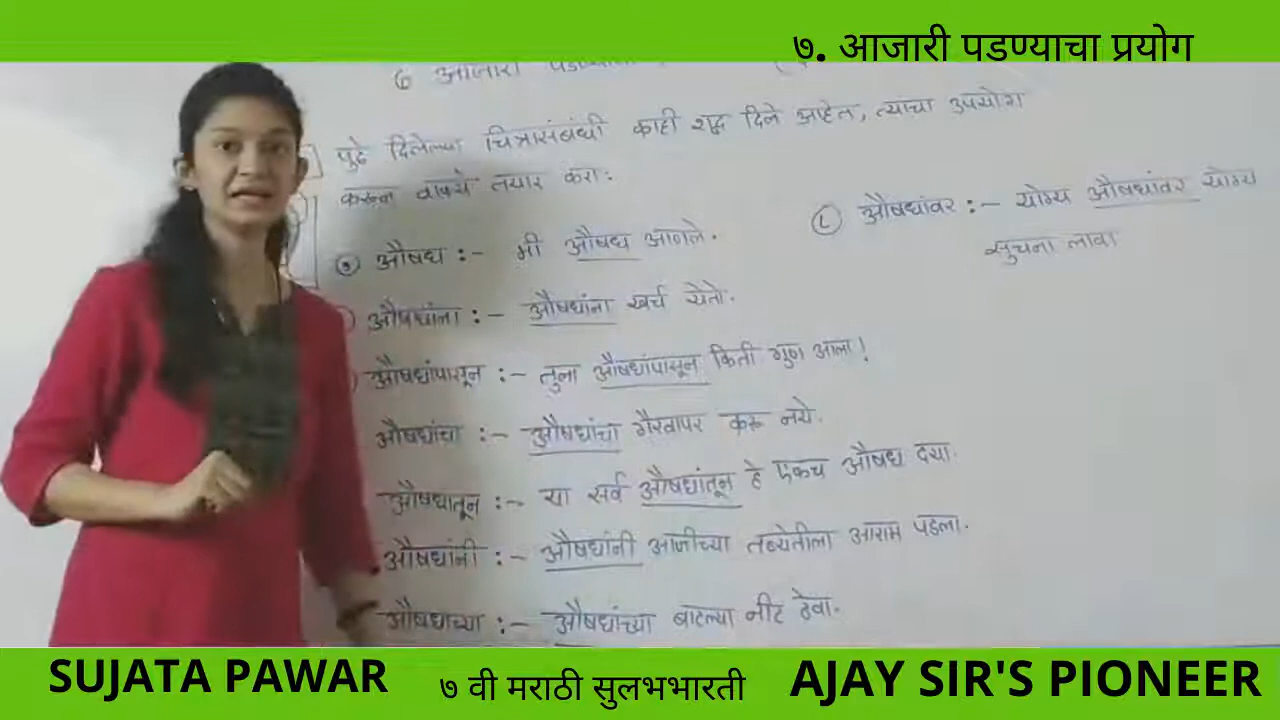 ७. आजारी पडण्याचा प्रयोग
पुढे दिलेल्या चित्रासंबंधी काही शब्द दिले आहेत, त्याचा उपयोग
करून वाक्ये तयार करा:
औषध :- मी औषध आणले.
औषधांना :- औषधांना खर्च येतो.
औषधांपासून :- तुला औषधांपासून किती गुण आला!
औषधांचा :- औषधांचा गैरवापर करू नये.
औषधातून :- या सर्व औषधांतून हे एकच औषध दया.
औषधांनी :- औषधांनी आजीच्या तब्येतीला आराम पडला.
औषधाच्या :- औषधांच्या बाटल्या नीट ठेवा.
औषधांवर :- योग्य औषधांवर योग्य
सुचना लावा
SUJATA PAWAR
७ वी मराठी सुलभभारती
AJAY SIR'S PIONEER